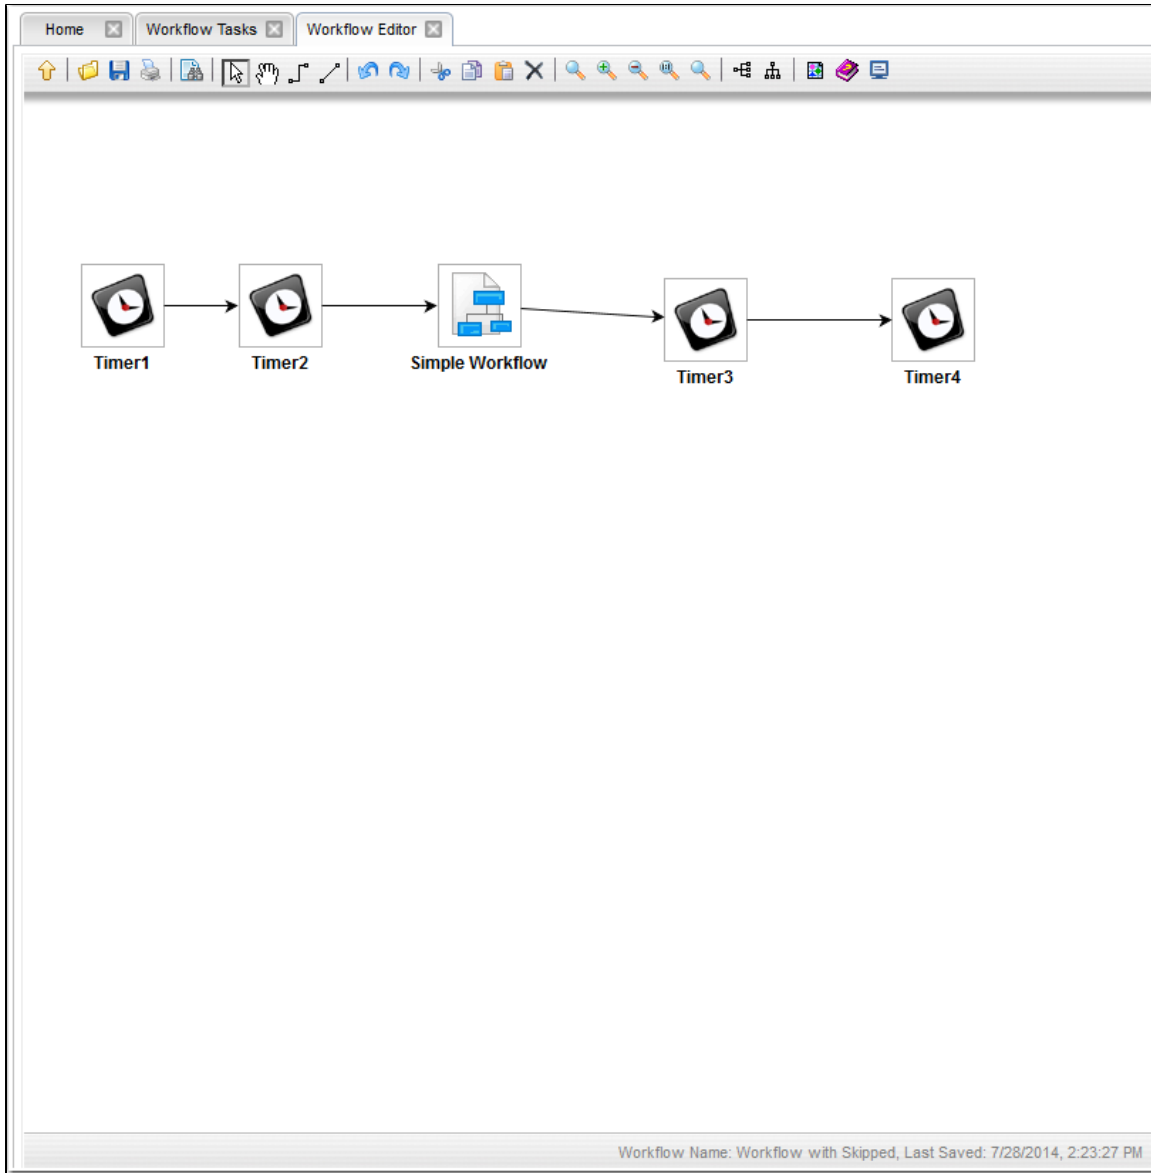 Home
Workflow Tasks
Workflow Editor
Timer1
Timer2
Simple Workflow
Timer3
Timer4
Workflow Name: Workflow with Skipped, Last Saved: 7/28/2014, 2:23:27 PM